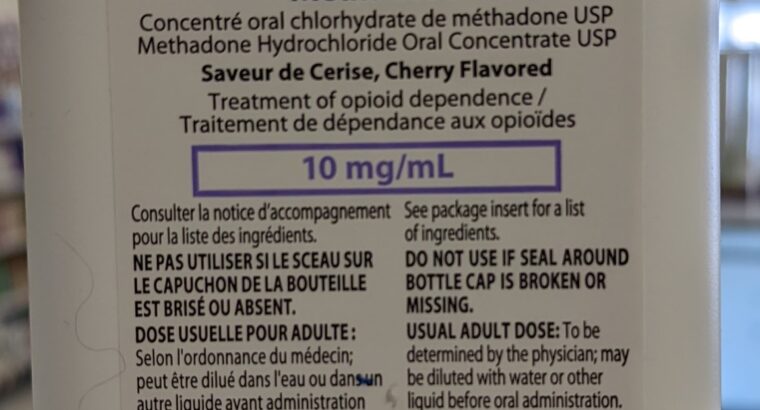 Concentré oral chlorhydrate de méthadone USP
Methadone Hydrochloride Oral Concentrate USP
Saveur de Cerise, Cherry Flavored
Treatment of opioid dependence /
Traitement de dépendance aux opioïdes
10 mg/mL
Consulter la notice d'accompagnement
pour la liste des ingrédients.
NE PAS UTILISER SI LE SCEAU SUR
LE CAPUCHON DE LA BOUTEILLE
EST BRISÉ OU ABSENT.
DOSE USUELLE POUR ADULTE :
Selon l'ordonnance du médecin;
peut être dilué dans l'eau ou dans un
autre liquide avant administration
See package insert for a list
of ingredients.
DO NOT USE IF SEAL AROUND
BOTTLE CAP IS BROKEN OR
MISSING.
USUAL ADULT DOSE: To be
determined by the physician; may
be diluted with water or other
liquid before oral administration.